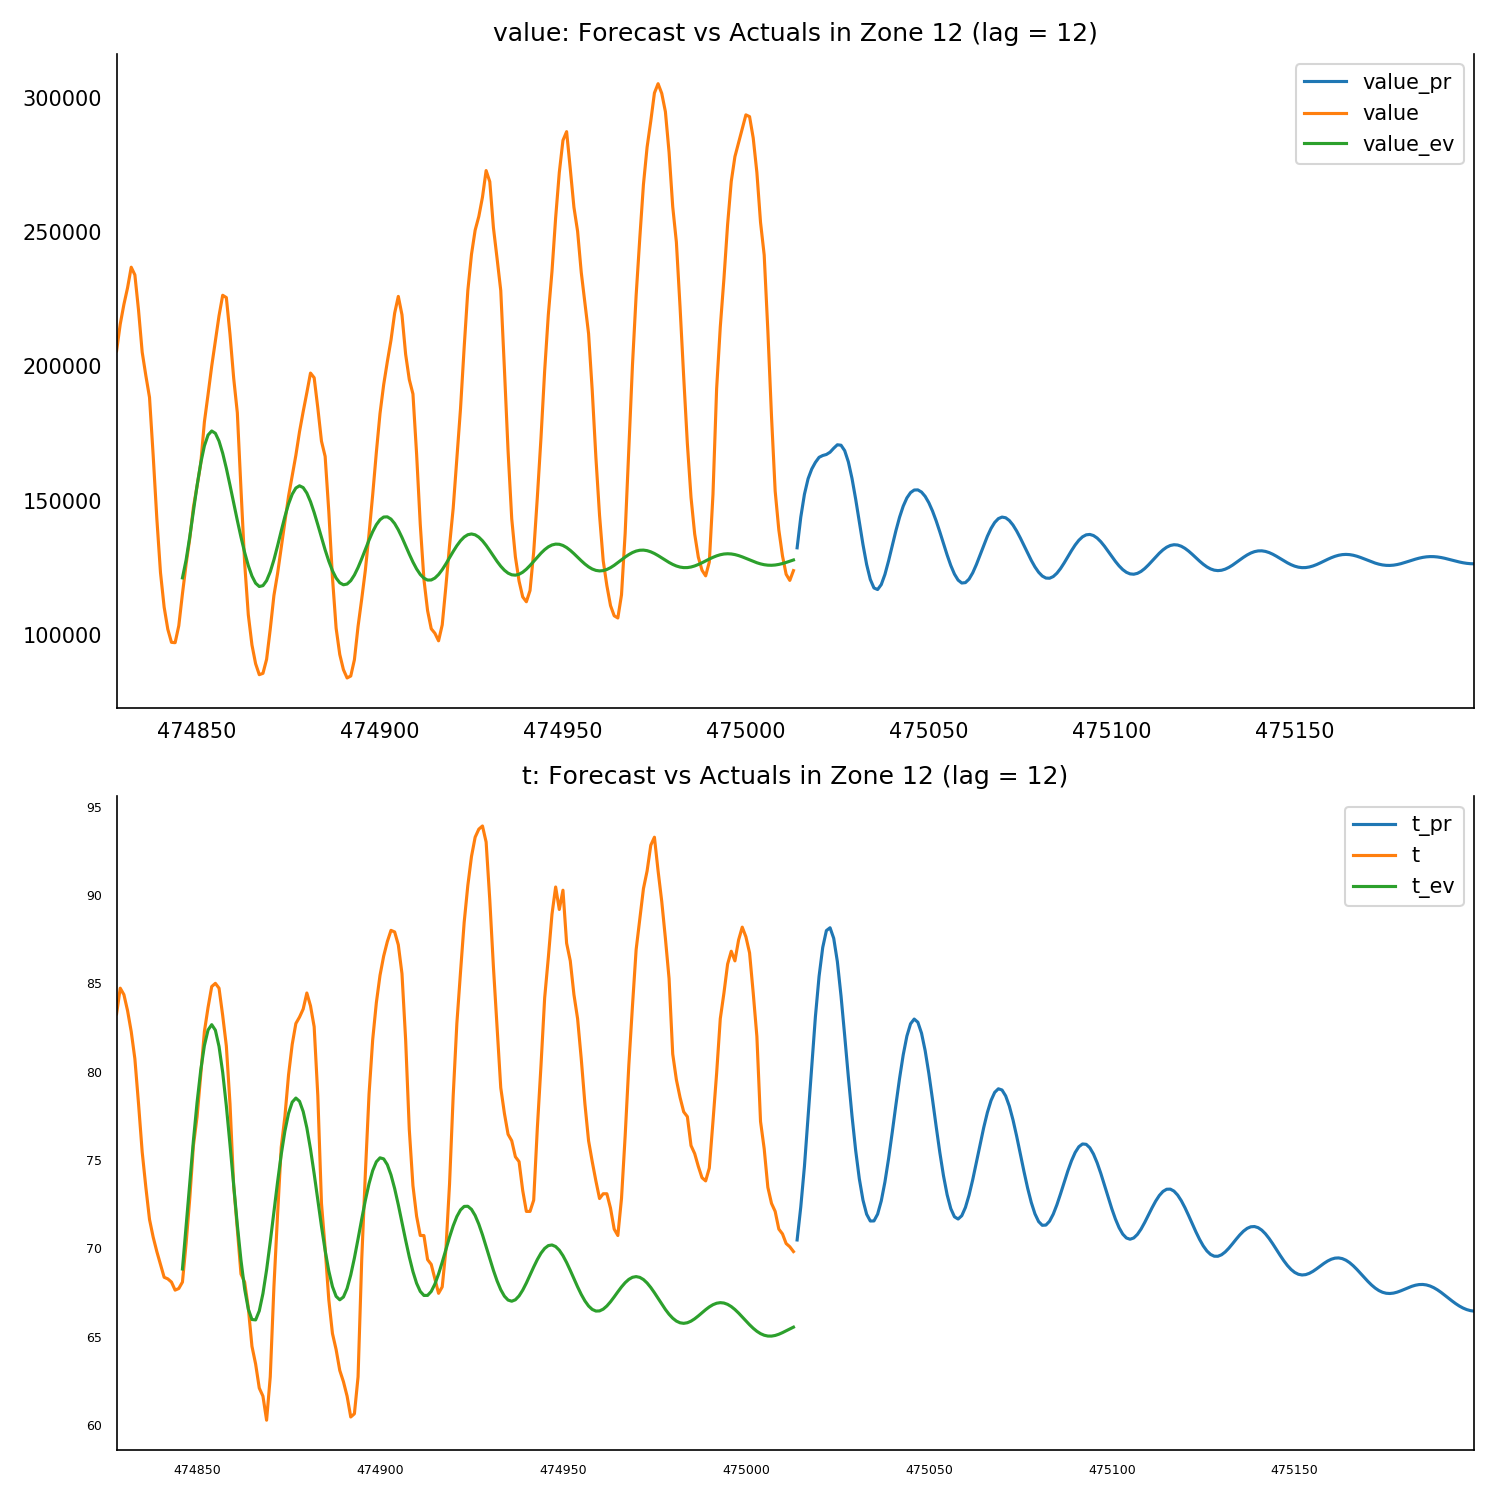 value: Forecast vs Actuals in Zone 12 (lag = 12)
value_pr
value
value_ev
300000
250000
200000
150000
100000
474850 474900 474950 475000 475050 475100 475150
t: Forecast vs Actuals in Zone 12 (lag = 12)
t_pr
t
t_ev
95
90
85
80
75
70
65
60
474850 474900 474950 475000 475050 475100 475150